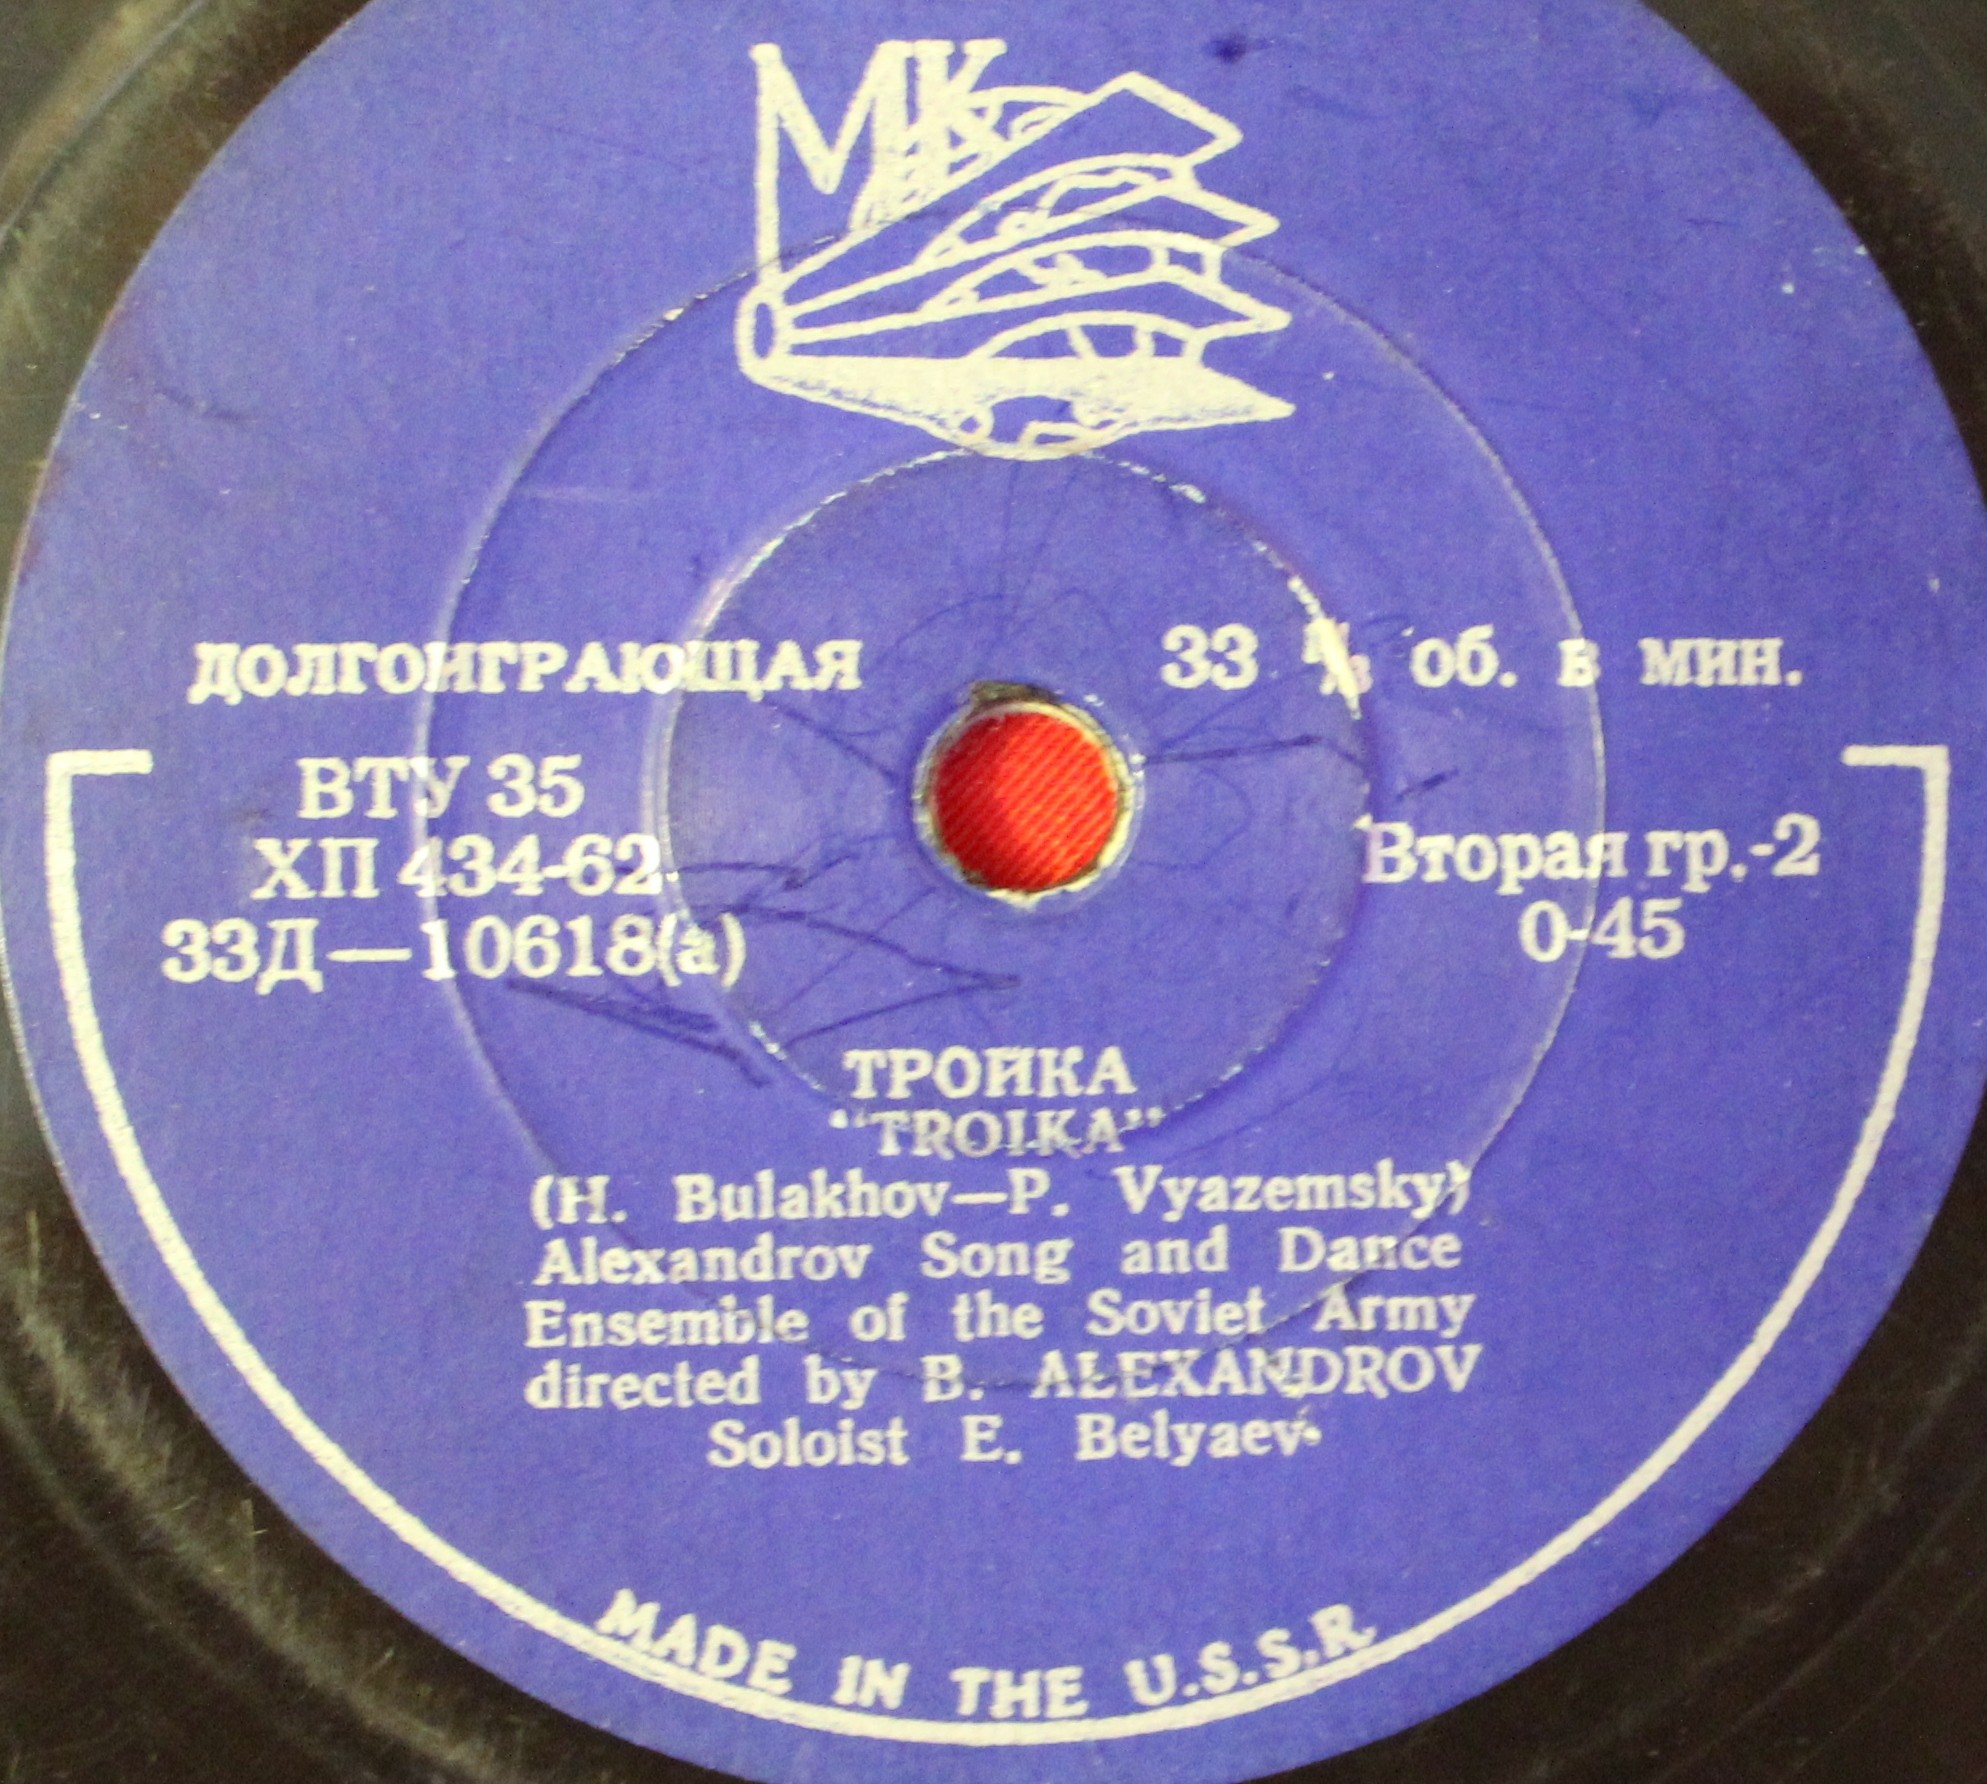 МК
ДОЛГОИГРАЮЩАЯ 33 ⅓ об. в мин.
ВТУ 35
ХП 434-62
33Д—10618(а)
Вторая гр.-2
0-45
ТРОЙКА
“TROIKA”
(H. Bulakhov—P. Vyazemsky)
Alexandrov Song and Dance
Ensemble of the Soviet Army
directed by B. ALEXANDROV
Soloist E. Belyaev.
MADE IN THE U.S.S.R.